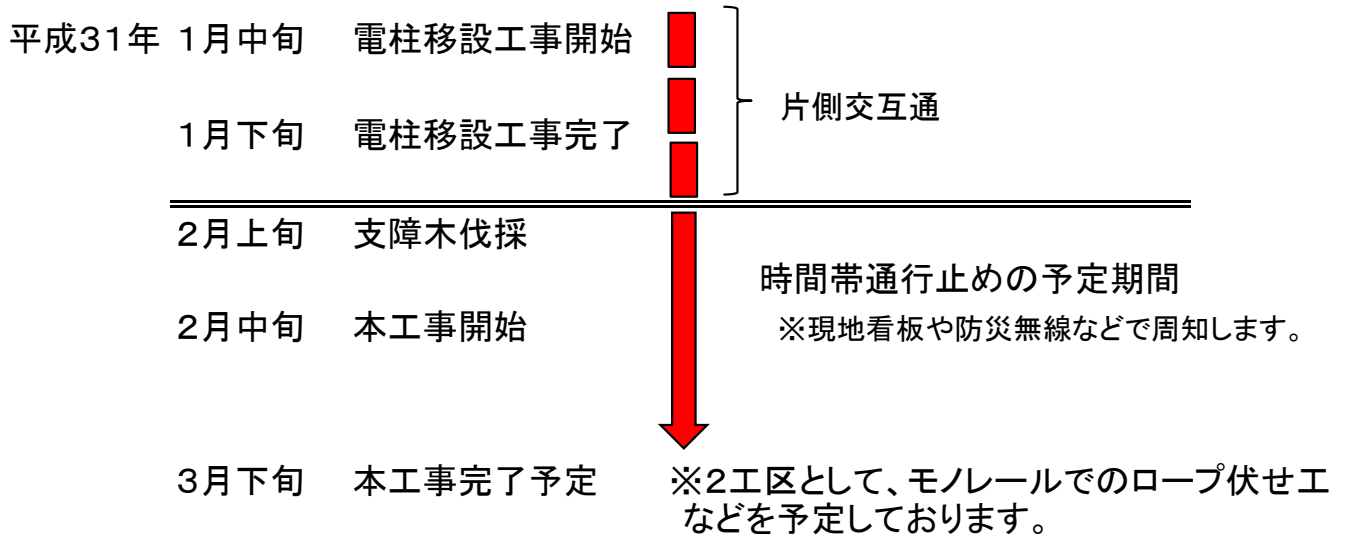 平成31年 1月中旬 電柱移設工事開始
片側交互通
1月下旬 電柱移設工事完了
2月上旬 支障木伐採
時間帯通行止めの予定期間
2月中旬 本工事開始 ※現地看板や防災無線などで周知します。
3月下旬 本工事完了予定 ※2工区として、モノレールでのロープ伏せ工
などを予定しております。